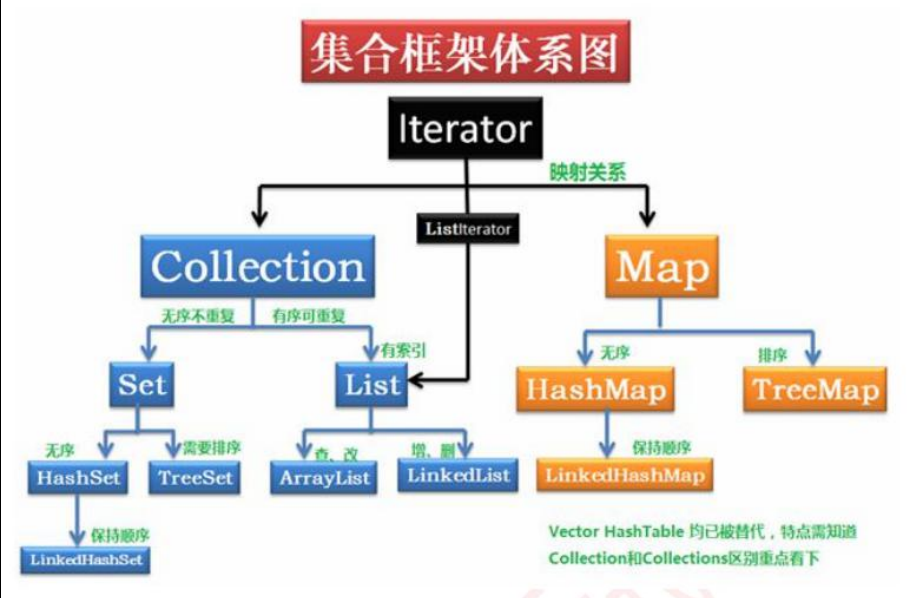 集合框架体系图
Iterator
映射关系
ListIterator
Collection
Map
无序不重复
有序可重复
有索引
无序
排序
Set
List
HashMap
TreeMap
无序
需要排序
查、改
增、删
保持顺序
HashSet
TreeSet
ArrayList
LinkedList
LinkedHashMap
保持顺序
LinkedHashSet
Vector HashTable 均已被替代，特点需知道
Collection和Collections区别重点看下